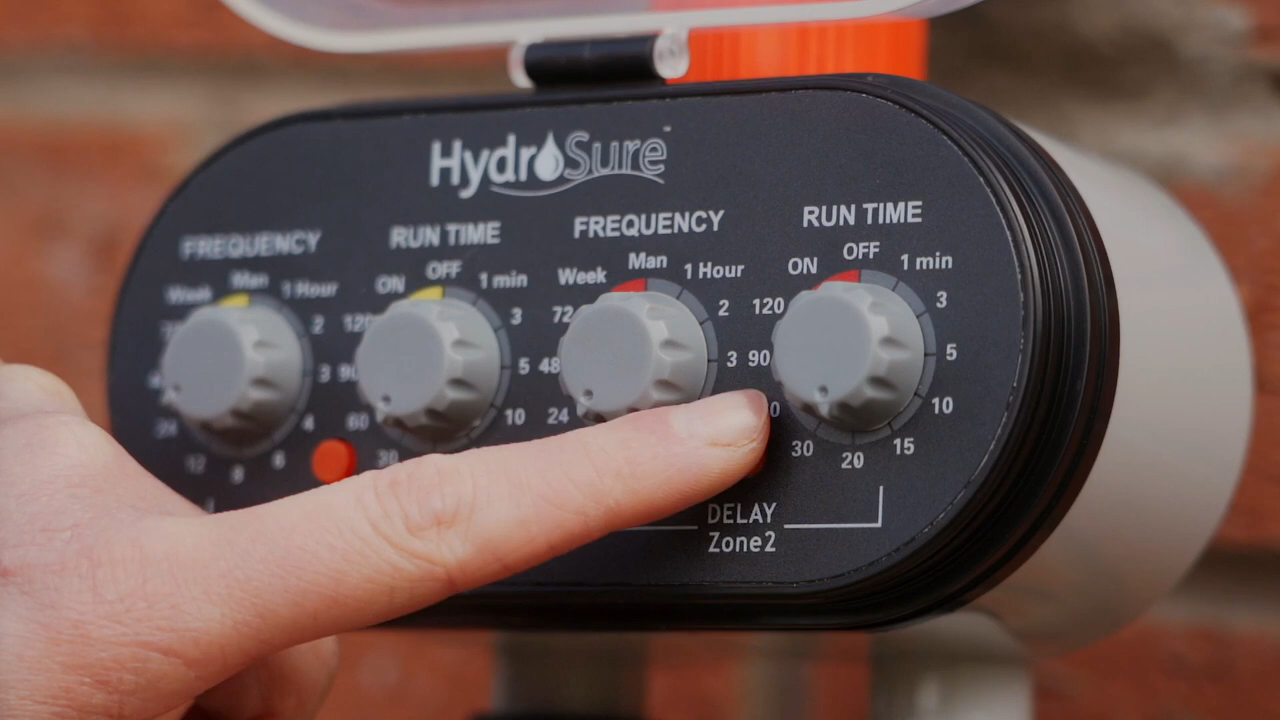 HydroSure™
FREQUENCY RUN TIME FREQUENCY RUN TIME
Week Man 1 Hour 2 3 4 6 8 12 24
ON OFF 1 min 3 5 10 30 60 120
Week Man 1 Hour 2 3 24 48 72
ON OFF 1 min 3 5 10 15 20 30 90 120
DELAY
Zone2